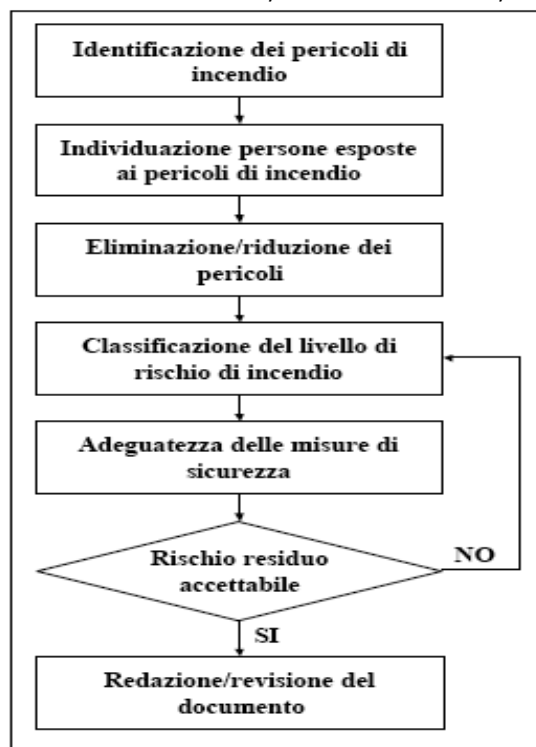 Identificazione dei pericoli di
incendio
Individuazione persone esposte
ai pericoli di incendio
Eliminazione/riduzione dei
pericoli
Classificazione del livello di
rischio di incendio
Adeguatezza delle misure di
sicurezza
Rischio residuo
accettabile
NO
SI
Redazione/revisione del
documento